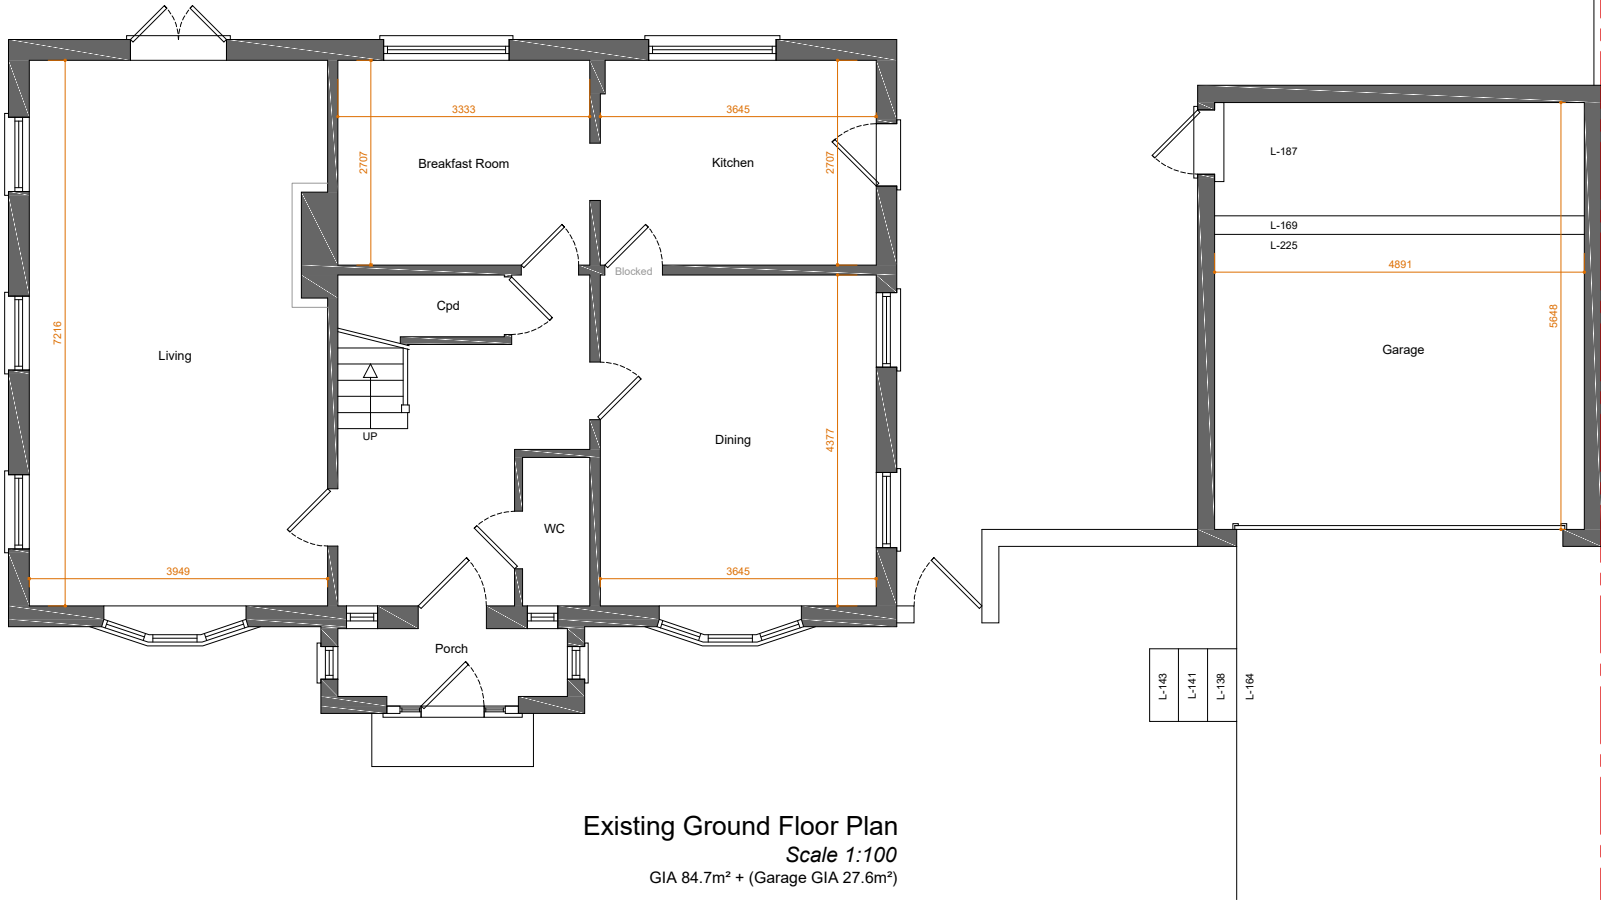 3333
3645
2707
Breakfast Room
Kitchen
2707
L-187
L-169
L-225
4891
Blocked
Cpd
7216
Living
5648
Garage
UP
Dining
4377
WC
3949
3645
Porch
L-143
L-141
L-138
L-164
Existing Ground Floor Plan
Scale 1:100
GIA 84.7m² + (Garage GIA 27.6m²)